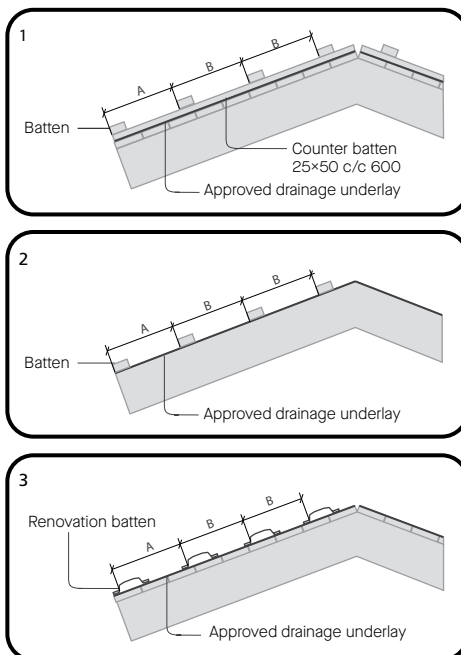 1
A
B
B
Batten
Counter batten
25×50 c/c 600
Approved drainage underlay
2
A
B
B
Batten
Approved drainage underlay
3
A
B
B
Renovation batten
Approved drainage underlay